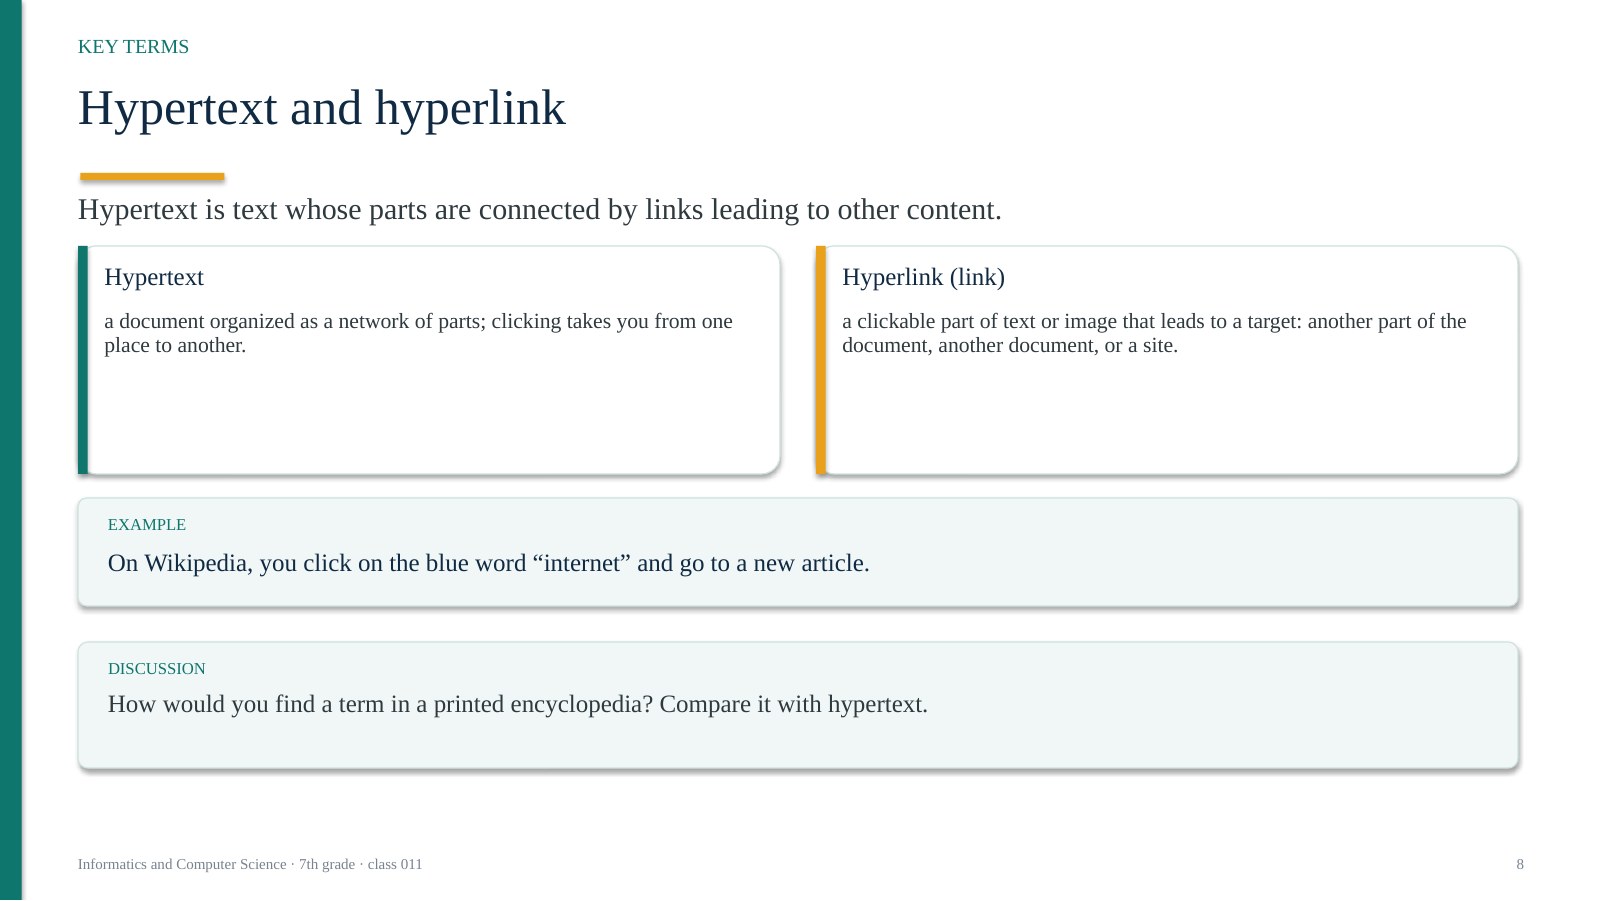 KEY TERMS
Hypertext and hyperlink
Hypertext is text whose parts are connected by links leading to other content.
Hypertext
a document organized as a network of parts; clicking takes you from one
place to another.
Hyperlink (link)
a clickable part of text or image that leads to a target: another part of the
document, another document, or a site.
EXAMPLE
On Wikipedia, you click on the blue word “internet” and go to a new article.
DISCUSSION
How would you find a term in a printed encyclopedia? Compare it with hypertext.
Informatics and Computer Science · 7th grade · class 011
8